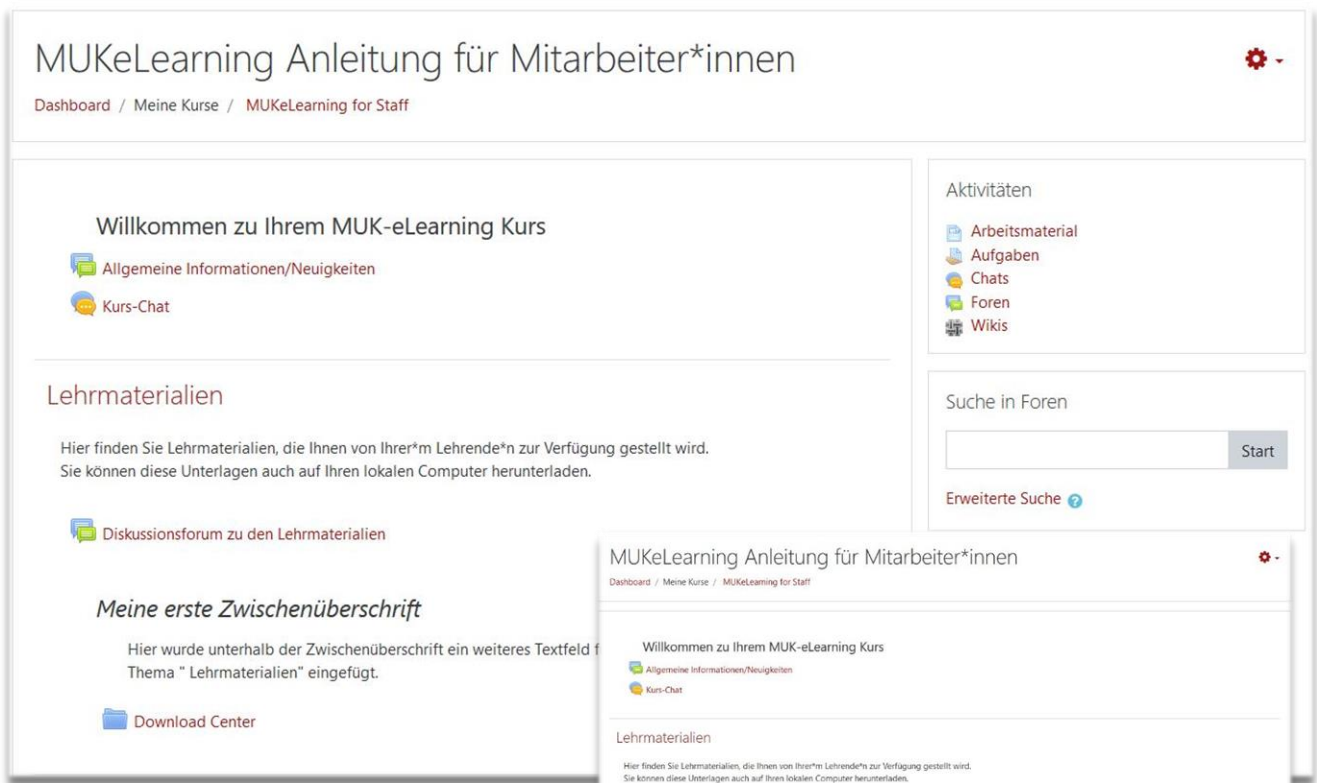 MUKeLearning Anleitung für Mitarbeiter*innen
Dashboard / Meine Kurse / MUKeLearning for Staff
Willkommen zu Ihrem MUK-eLearning Kurs
Allgemeine Informationen/Neuigkeiten
Kurs-Chat
Lehrmaterialien
Hier finden Sie Lehrmaterialien, die Ihnen von Ihrer*m Lehrende*n zur Verfügung gestellt wird.
Sie können diese Unterlagen auch auf Ihren lokalen Computer herunterladen.
Diskussionsforum zu den Lehrmaterialien
Meine erste Zwischenüberschrift
Hier wurde unterhalb der Zwischenüberschrift ein weiteres Textfeld f
Thema " Lehrmaterialien" eingefügt.
Download Center
Aktivitäten
Arbeitsmaterial
Aufgaben
Chats
Foren
Wikis
Suche in Foren
Start
Erweiterte Suche ?
MUKeLearning Anleitung für Mitarbeiter*innen
Dashboard / Meine Kurse / MUKeLearning for Staff
Willkommen zu Ihrem MUK-eLearning Kurs
Allgemeine Informationen/Neuigkeiten
Kurs-Chat
Lehrmaterialien
Hier finden Sie Lehrmaterialien, die Ihnen von Ihrer*m Lehrende*n zur Verfügung gestellt wird.
Sie können diese Unterlagen auch auf Ihren lokalen Computer herunterladen.